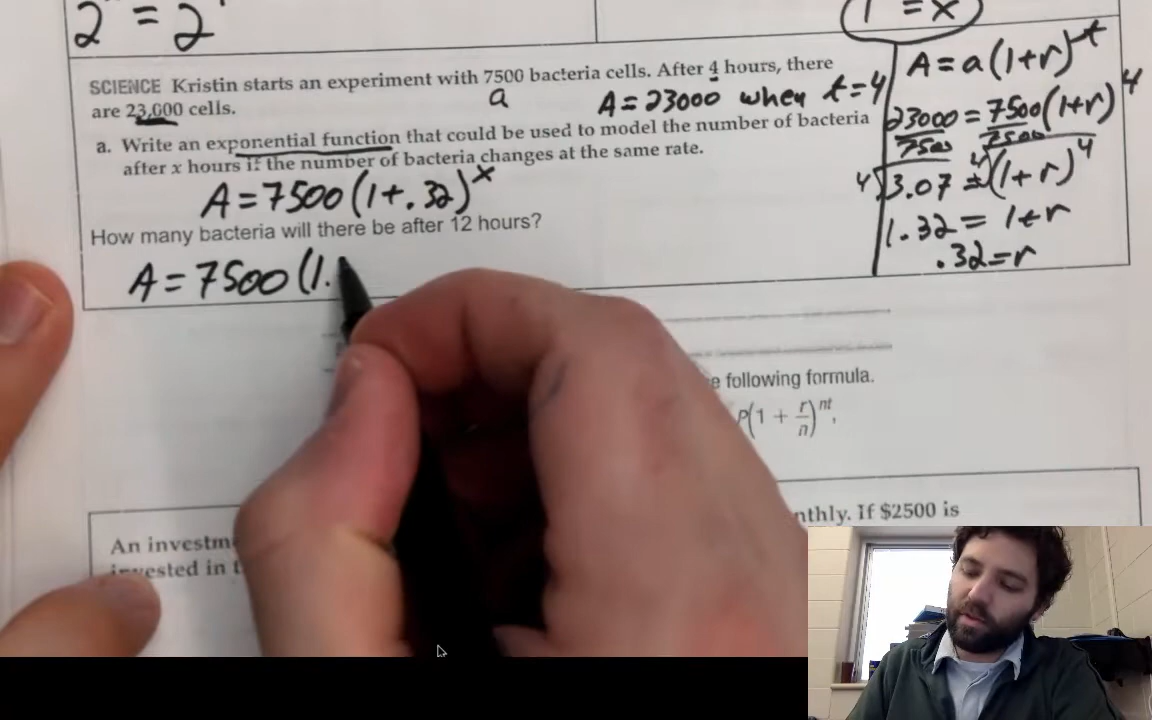 2 = 2
1 = x
SCIENCE Kristin starts an experiment with 7500 bacteria cells. After 4 hours, there
are 23,000 cells.
a
A = 23000 when t = 4
a. Write an exponential function that could be used to model the number of bacteria
after x hours if the number of bacteria changes at the same rate.
A = 7500(1+.32)^x
How many bacteria will there be after 12 hours?
A = 7500(1.
A = a(1+r)^t
23000 = 7500(1+r)^4
7500 7500
4√3.07 = 4√(1+r)^4
1.32 = 1+r
.32 = r
e following formula.
P(1 + r/n)^nt,
nthly. If $2500 is
An investm
invested in